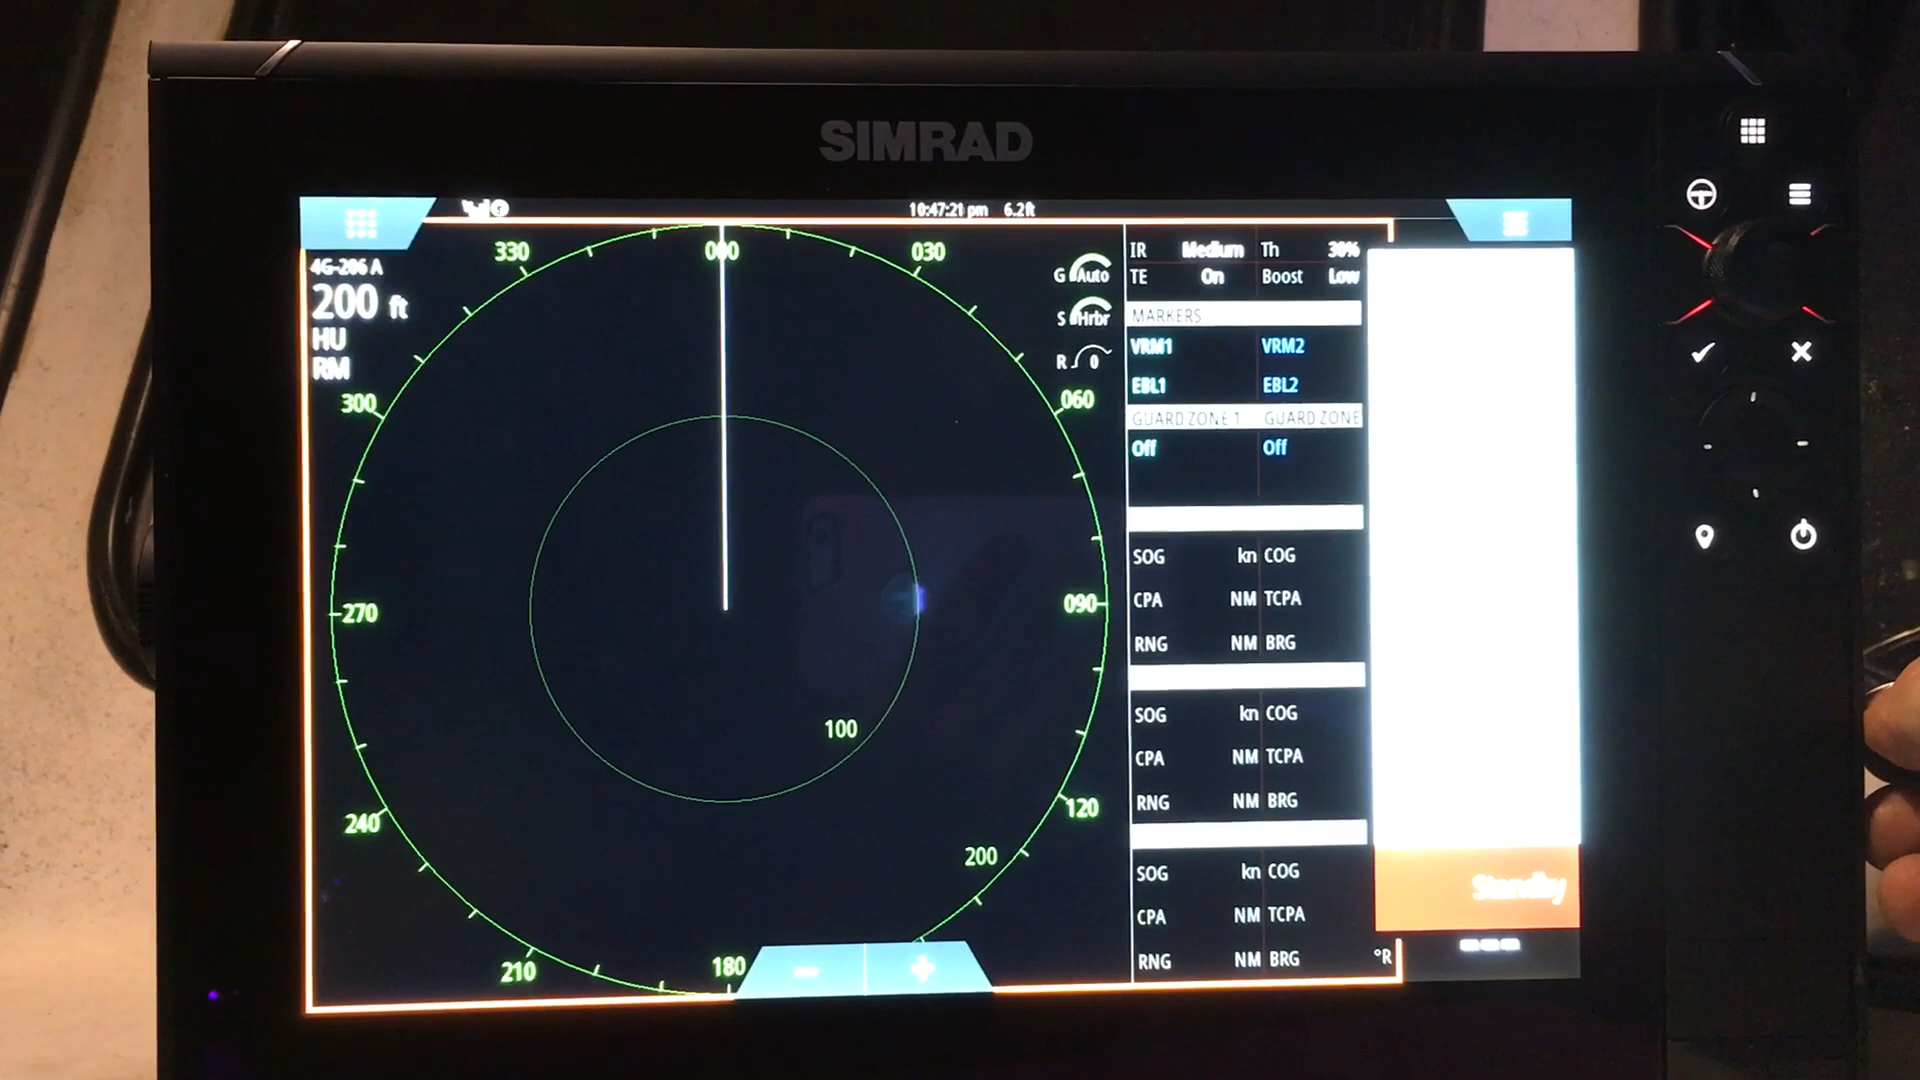 SIMRAD
10:47:21 pm 6.2ft
4G-206 A
200 ft
HU
RM
330 000 030
300 060
270 090
240 120
210 180
100
200
G Auto
S Hrbr
R 0
IR Medium Th 30%
TE On Boost Low
MARKERS
VRM1 VRM2
EBL1 EBL2
GUARD ZONE 1 GUARD ZONE
Off Off
SOG kn COG
CPA NM TCPA
RNG NM BRG
SOG kn COG
CPA NM TCPA
RNG NM BRG
SOG kn COG
CPA NM TCPA
RNG NM BRG °R
Standby